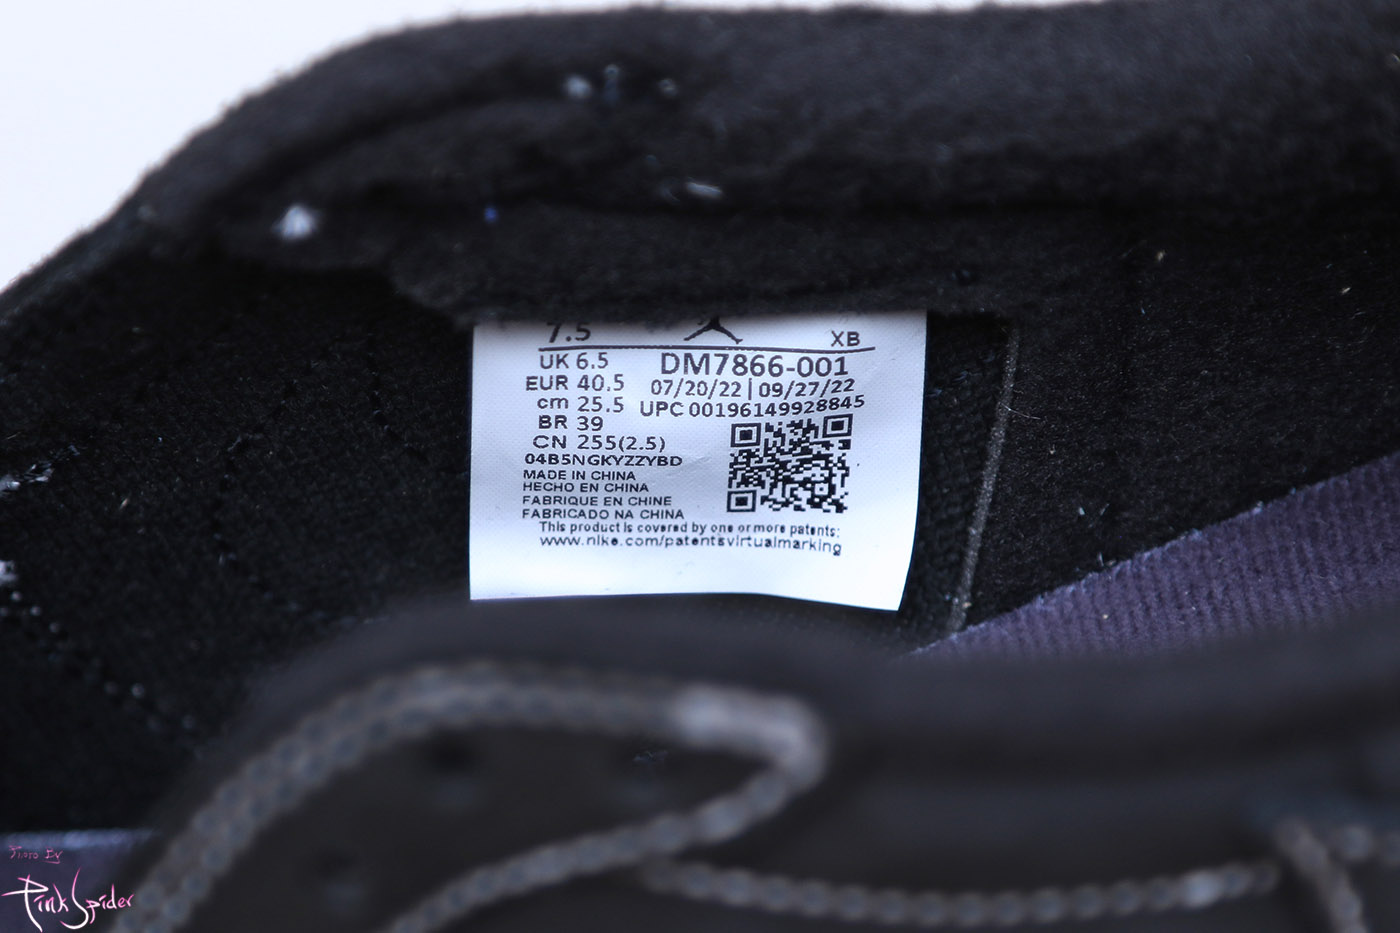 7.5
XB
UK 6.5
EUR 40.5
cm 25.5
BR 39
CN 255(2.5)
DM7866-001
07/20/22 | 09/27/22
UPC 00196149928845
04B5NGKYZZYBD
MADE IN CHINA
HECHO EN CHINA
FABRIQUE EN CHINE
FABRICADO NA CHINA
This product is covered by one or more patents:
www.nike.com/patentsvirtualmarking
Photo By
PinkSpider